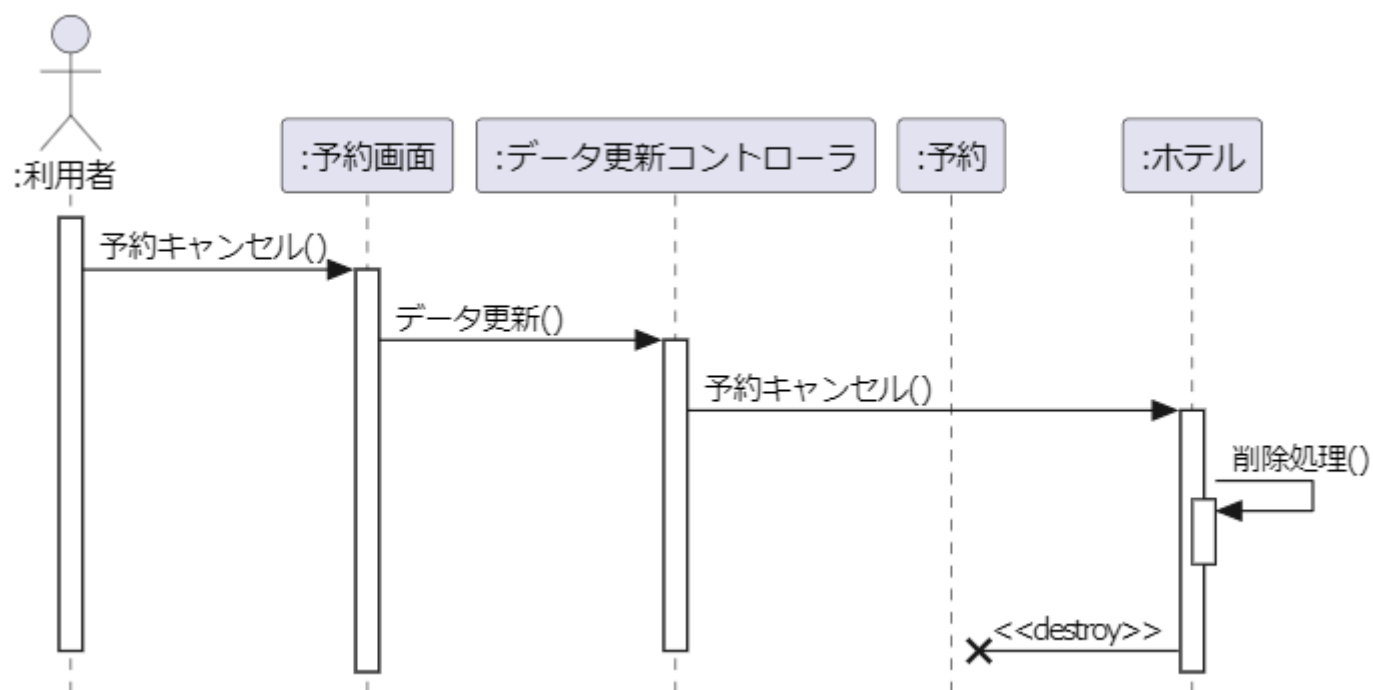 :利用者
:予約画面
:データ更新コントローラ
:予約
:ホテル
予約キャンセル()
データ更新()
予約キャンセル()
削除処理()
<<destroy>>